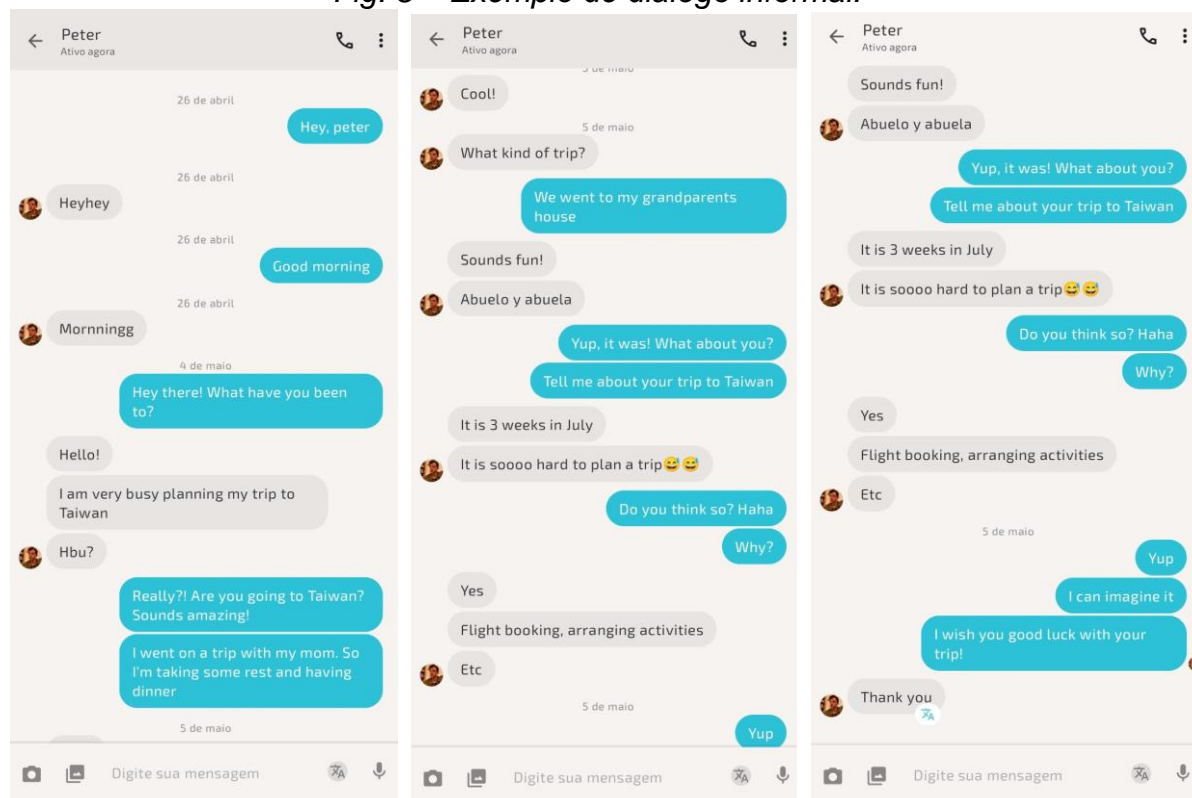 Fig. – Exemplo de diálogo informal.
Peter
Ativo agora
26 de abril
Hey, peter
26 de abril
Heyhey
26 de abril
Good morning
26 de abril
Mornningg
4 de maio
Hey there! What have you been
to?
Hello!
I am very busy planning my trip to
Taiwan
Hbu?
Really?! Are you going to Taiwan?
Sounds amazing!
I went on a trip with my mom. So
I'm taking some rest and having
dinner
5 de maio
Digite sua mensagem
Peter
Ativo agora
de maio
Cool!
5 de maio
What kind of trip?
We went to my grandparents
house
Sounds fun!
Abuelo y abuela
Yup, it was! What about you?
Tell me about your trip to Taiwan
It is 3 weeks in July
It is soooo hard to plan a trip😅😅
Do you think so? Haha
Why?
Yes
Flight booking, arranging activities
Etc
5 de maio
Yup
Digite sua mensagem
Peter
Ativo agora
Sounds fun!
Abuelo y abuela
Yup, it was! What about you?
Tell me about your trip to Taiwan
It is 3 weeks in July
It is soooo hard to plan a trip😅😅
Do you think so? Haha
Why?
Yes
Flight booking, arranging activities
Etc
5 de maio
Yup
I can imagine it
I wish you good luck with your
trip!
Thank you
Digite sua mensagem